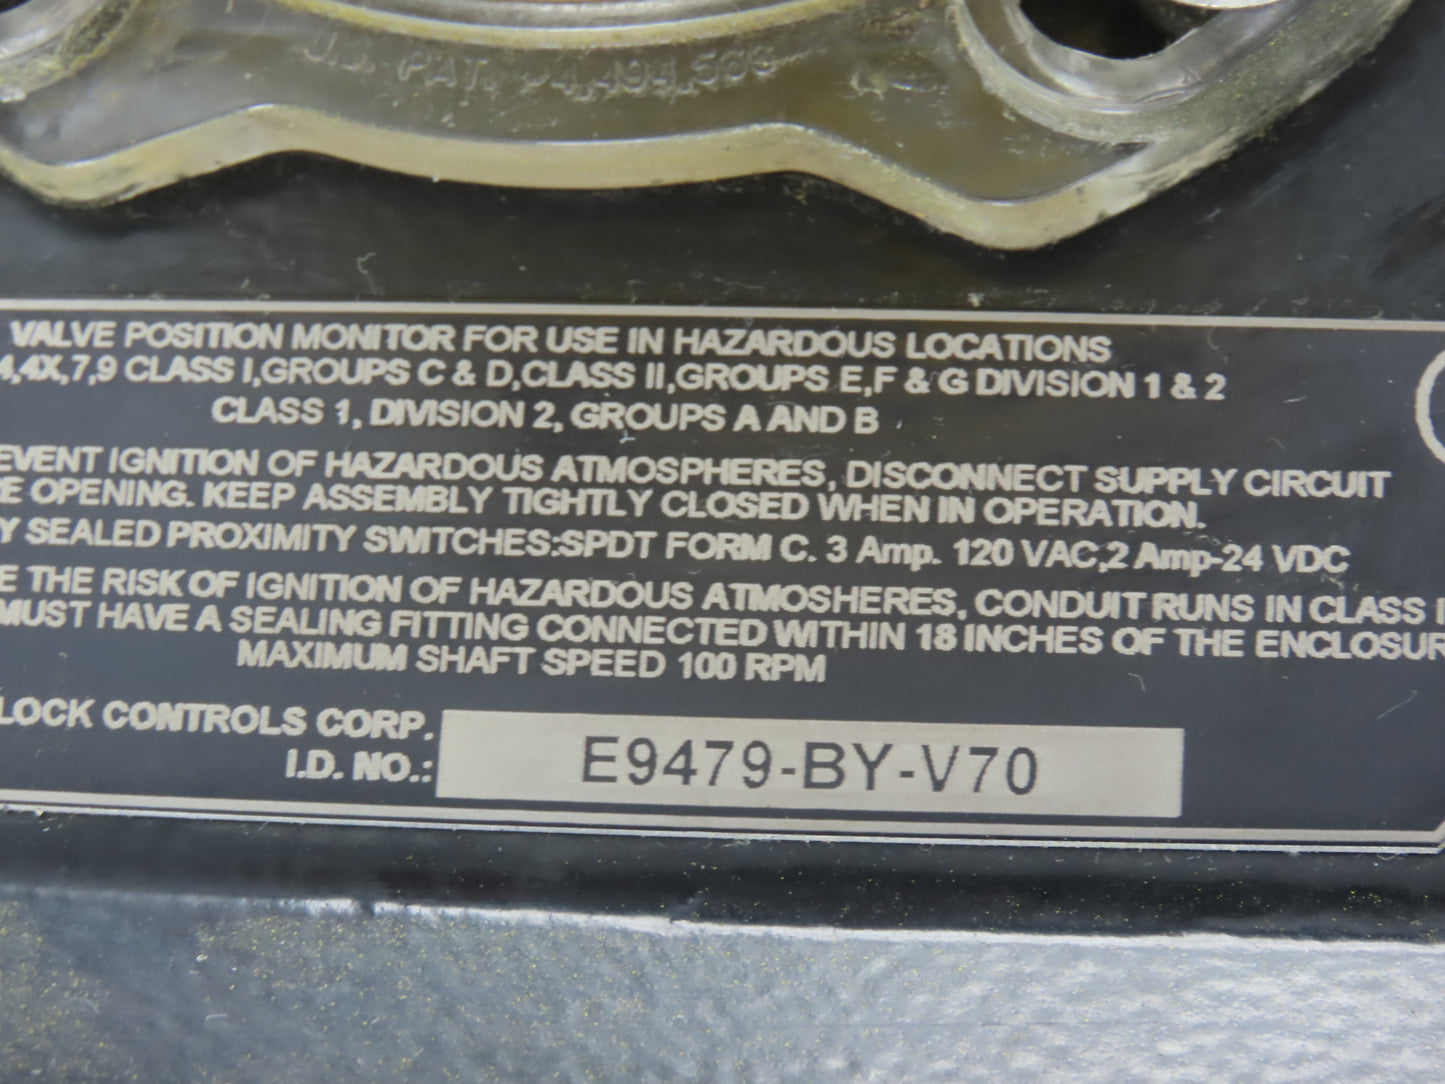 U.S. PAT. 4,494,566
VALVE POSITION MONITOR FOR USE IN HAZARDOUS LOCATIONS
4,4X,7,9 CLASS I,GROUPS C & D,CLASS II,GROUPS E,F & G DIVISION 1 & 2
CLASS 1, DIVISION 2, GROUPS A AND B
EVENT IGNITION OF HAZARDOUS ATMOSPHERES, DISCONNECT SUPPLY CIRCUIT
RE OPENING. KEEP ASSEMBLY TIGHTLY CLOSED WHEN IN OPERATION.
Y SEALED PROXIMITY SWITCHES:SPDT FORM C. 3 Amp. 120 VAC,2 Amp-24 VDC
E THE RISK OF IGNITION OF HAZARDOUS ATMOSHERES, CONDUIT RUNS IN CLASS I
MUST HAVE A SEALING FITTING CONNECTED WITHIN 18 INCHES OF THE ENCLOSUR
MAXIMUM SHAFT SPEED 100 RPM
LOCK CONTROLS CORP.
I.D. NO.: E9479-BY-V70